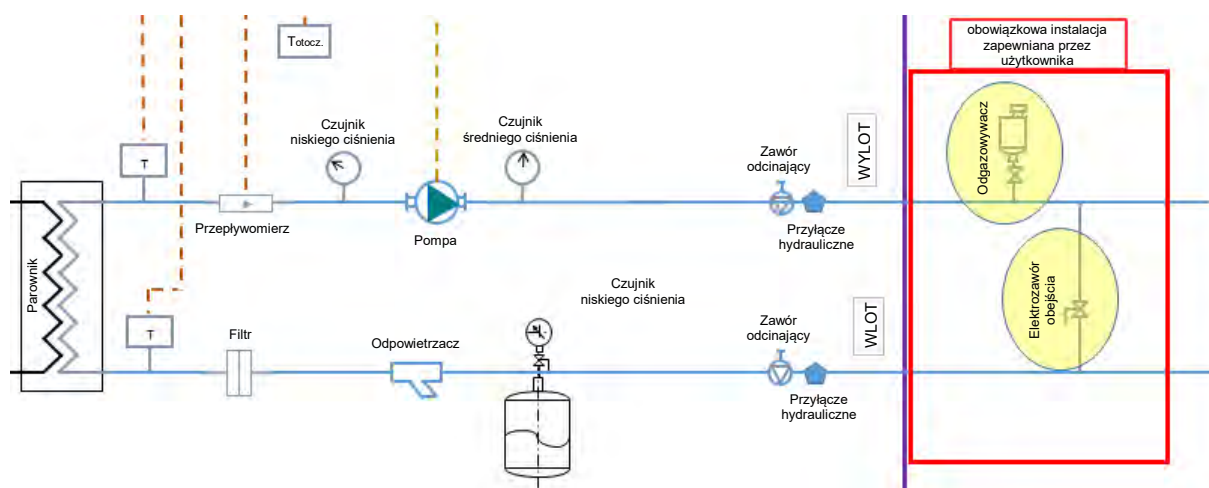 obowiązkowa instalacja
zapewniana przez
użytkownika
Totocz.
Czujnik
niskiego ciśnienia
Czujnik
średniego ciśnienia
Zawór
odcinający
WYLOT
Odgazowywacz
T
Przepływomierz
Pompa
Przyłącze
hydrauliczne
Parownik
Czujnik
niskiego ciśnienia
Elektrozawór
obejścia
T
Filtr
Odpowietrzacz
Zawór
odcinający
WLOT
Przyłącze
hydrauliczne